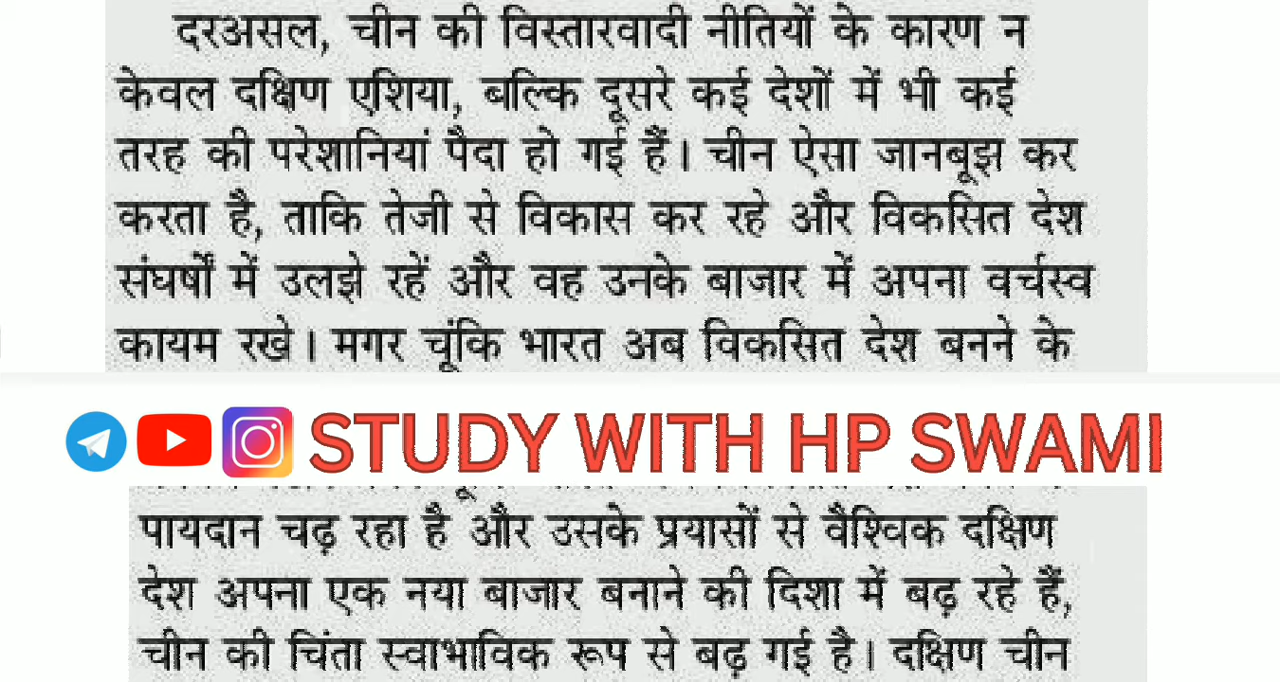 दरअसल, चीन की विस्तारवादी नीतियों के कारण न
केवल दक्षिण एशिया, बल्कि दूसरे कई देशों में भी कई
तरह की परेशानियां पैदा हो गई हैं। चीन ऐसा जानबूझ कर
करता है, ताकि तेजी से विकास कर रहे और विकसित देश
संघर्षों में उलझे रहें और वह उनके बाजार में अपना वर्चस्व
कायम रखे। मगर चूंकि भारत अब विकसित देश बनने के
STUDY WITH HP SWAMI
पायदान चढ़ रहा है और उसके प्रयासों से वैश्विक दक्षिण
देश अपना एक नया बाजार बनाने की दिशा में बढ़ रहे हैं,
चीन की चिंता स्वाभाविक रूप से बढ़ गई है। दक्षिण चीन